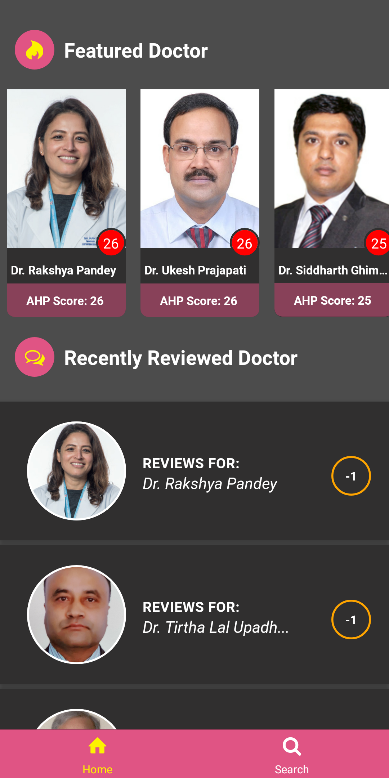 Featured Doctor
26
26
25
Dr. Rakshya Pandey
Dr. Ukesh Prajapati
Dr. Siddharth Ghim...
AHP Score: 26
AHP Score: 26
AHP Score: 25
Recently Reviewed Doctor
REVIEWS FOR:
Dr. Rakshya Pandey
-1
REVIEWS FOR:
Dr. Tirtha Lal Upadh...
-1
Home
Search